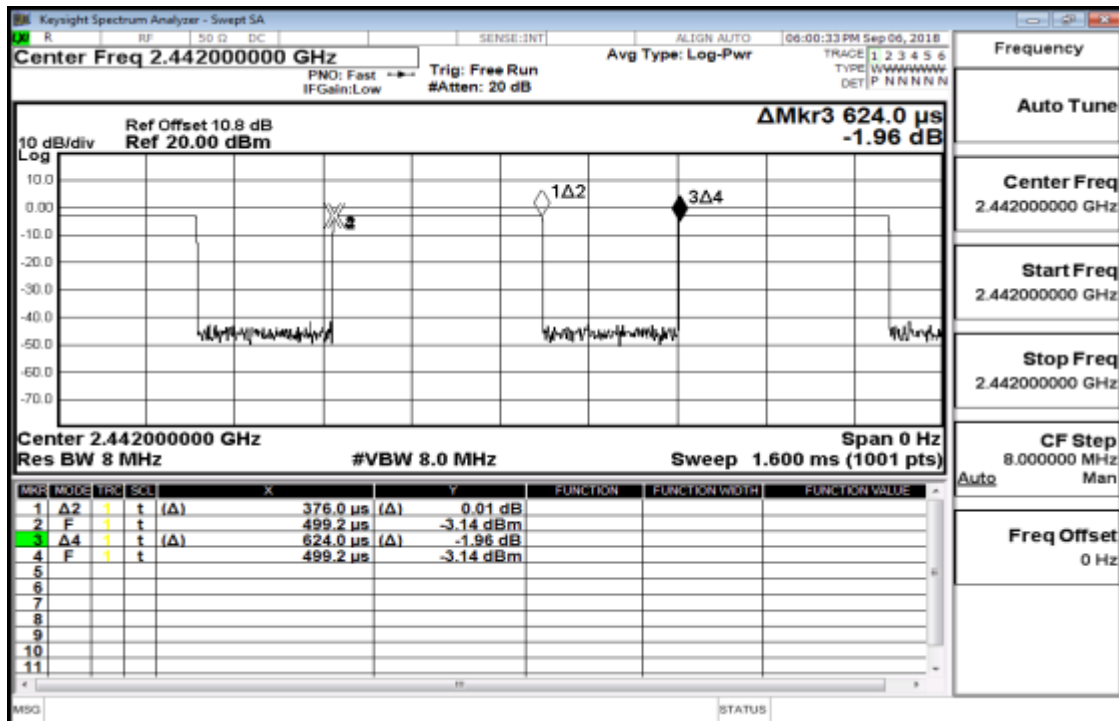 Keysight Spectrum Analyzer - Swept SA
R RF 50 Ω DC SENSE:INT ALIGN AUTO 06:00:33 PM Sep 06, 2018
Center Freq 2.442000000 GHz
PNO: Fast
IFGain:Low
Trig: Free Run
#Atten: 20 dB
Avg Type: Log-Pwr
TRACE 1 2 3 4 5 6
TYPE WWWWWW
DET P N N N N N
Frequency
Auto Tune
Center Freq
2.442000000 GHz
Start Freq
2.442000000 GHz
Stop Freq
2.442000000 GHz
CF Step
8.000000 MHz
Auto Man
Freq Offset
0 Hz
ΔMkr3 624.0 µs
-1.96 dB
Ref Offset 10.8 dB
10 dB/div Ref 20.00 dBm
Log
10.0
0.00
-10.0
-20.0
-30.0
-40.0
-50.0
-60.0
-70.0
1Δ2
3Δ4
Center 2.442000000 GHz Span 0 Hz
Res BW 8 MHz #VBW 8.0 MHz Sweep 1.600 ms (1001 pts)
MKR MODE TRC SCL X Y FUNCTION FUNCTION WIDTH FUNCTION VALUE
1 Δ2 1 t (Δ) 376.0 µs (Δ) 0.01 dB
2 F 1 t 499.2 µs -3.14 dBm
3 Δ4 1 t (Δ) 624.0 µs (Δ) -1.96 dB
4 F 1 t 499.2 µs -3.14 dBm
5
6
7
8
9
10
11
MSG STATUS